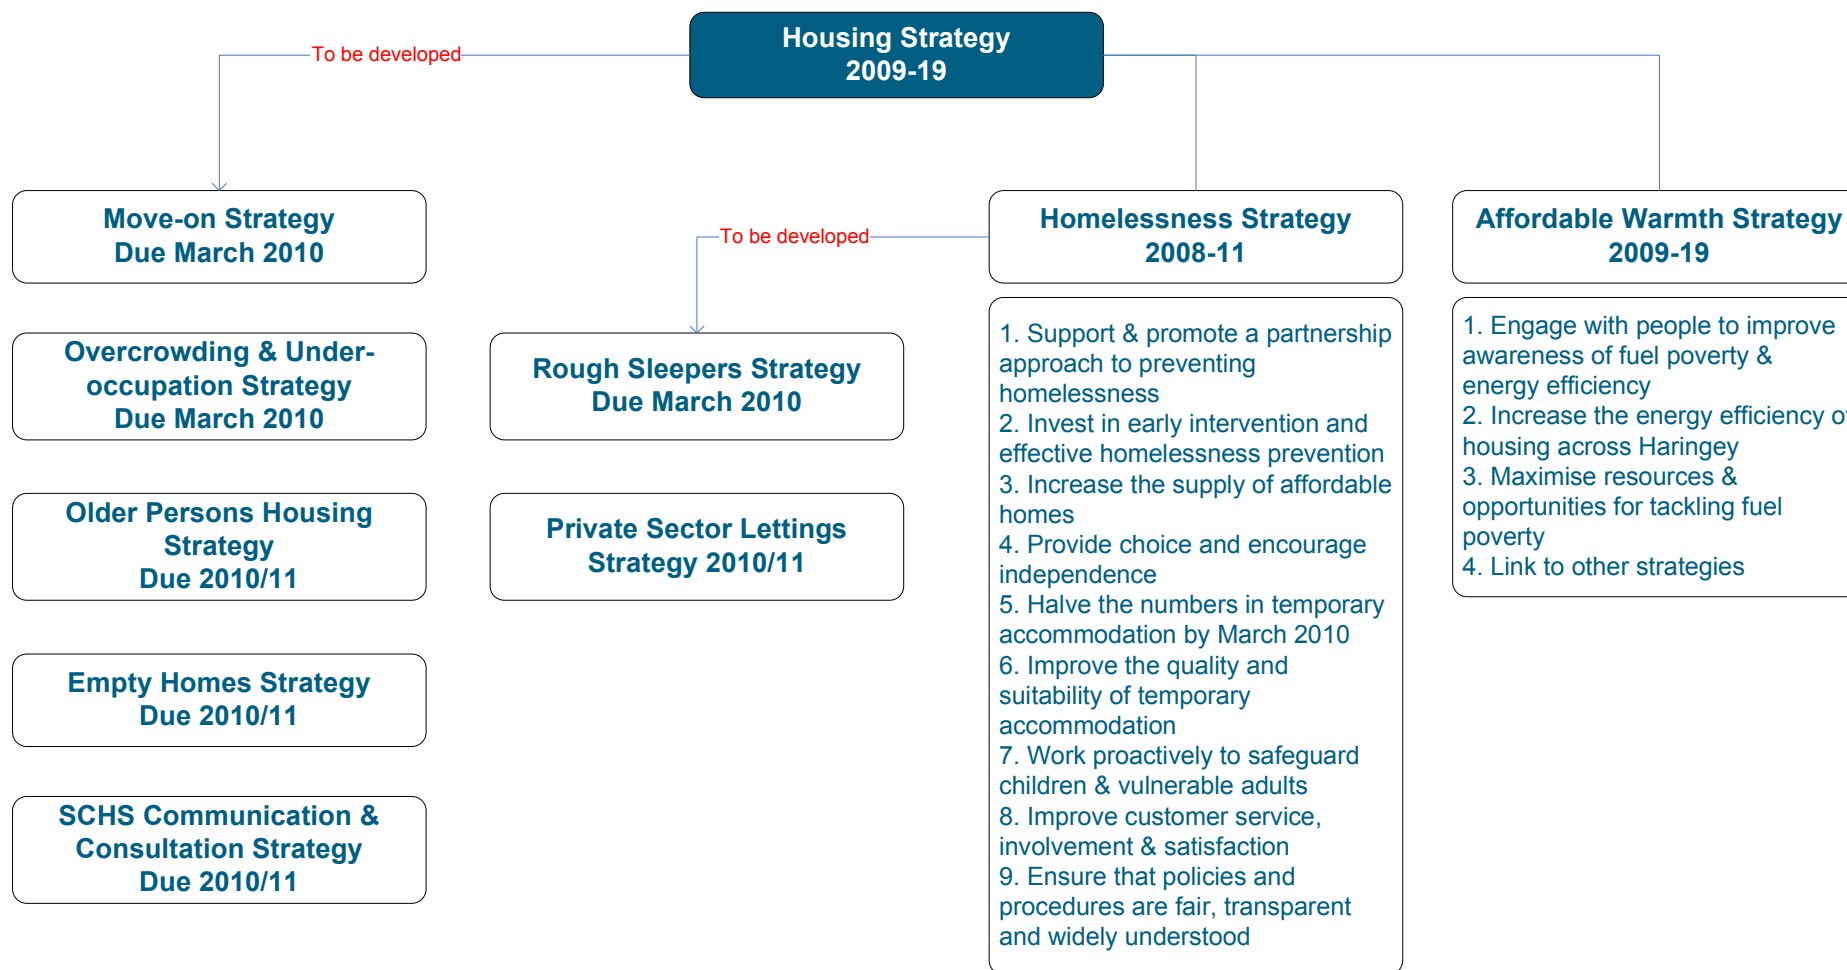 Housing Strategy
2009-19
To be developed
Move-on Strategy
Due March 2010
Overcrowding & Under-
occupation Strategy
Due March 2010
Older Persons Housing
Strategy
Due 2010/11
Empty Homes Strategy
Due 2010/11
SCHS Communication &
Consultation Strategy
Due 2010/11
To be developed
Rough Sleepers Strategy
Due March 2010
Private Sector Lettings
Strategy 2010/11
Homelessness Strategy
2008-11
1. Support & promote a partnership
approach to preventing
homelessness
2. Invest in early intervention and
effective homelessness prevention
3. Increase the supply of affordable
homes
4. Provide choice and encourage
independence
5. Halve the numbers in temporary
accommodation by March 2010
6. Improve the quality and
suitability of temporary
accommodation
7. Work proactively to safeguard
children & vulnerable adults
8. Improve customer service,
involvement & satisfaction
9. Ensure that policies and
procedures are fair, transparent
and widely understood
Affordable Warmth Strategy
2009-19
1. Engage with people to improve
awareness of fuel poverty &
energy efficiency
2. Increase the energy efficiency of
housing across Haringey
3. Maximise resources &
opportunities for tackling fuel
poverty
4. Link to other strategies